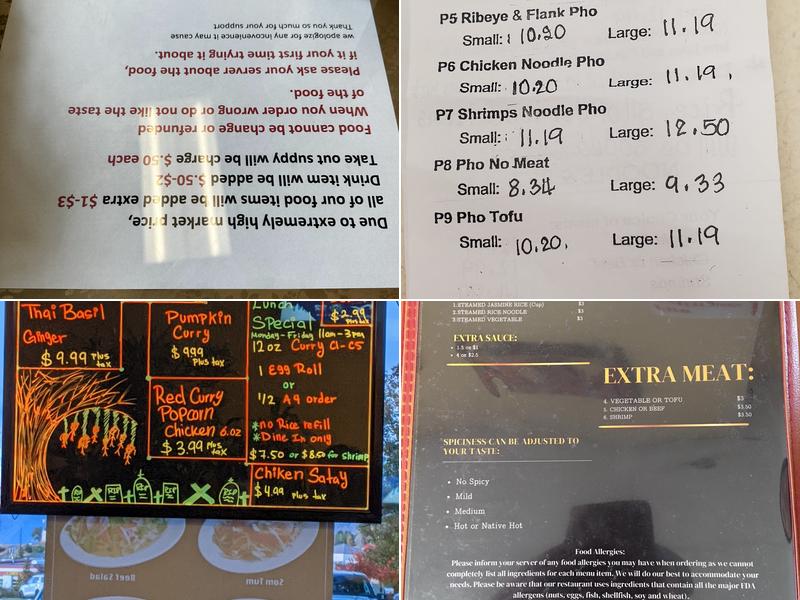 Due to extremely high market price,
all of our food items will be added extra $1-$3
Drink item will be added $.50-$2
Take out suppy will be charge $.50 each
Food cannot be change or refunded
When you order wrong or do not like the taste
of the food.
Please ask your server about the food,
if it your first time trying it about.
we apologize for any incovenience it may cause
Thank you so much for your support
P5 Ribeye & Flank Pho
Small: 10.20 Large: 11.19
P6 Chicken Noodle Pho
Small: 10.20 Large: 11.19
P7 Shrimps Noodle Pho
Small: 11.19 Large: 12.50
P8 Pho No Meat
Small: 8.34 Large: 9.33
P9 Pho Tofu
Small: 10.20 Large: 11.19
Thai Basil
Ginger
$9.99 Plus tax
Pumpkin
Curry
$9.99
Plus tax
Red Curry
Popcorn
Chicken 6.oz
$3.99 Plus tax
Lunch
Special
$2.99
Plus tax
Monday-Friday 11am-3pm
12oz Curry C1-C5
1 Egg Roll
or
1/2 A9 order
*No Rice refill
*Dine In only
$7.50 or $8.50 for shrimp
Chiken Satay
$4.99 plus tax
RIP
RIP
RIP
RIP
Beef Salad
Som Tum
1.STEAMED JASMINE RICE (Cup) $3
2.STEAMED RICE NOODLE $3
3.STEAMED VEGETABLE $3
EXTRA SAUCE:
1.5 oz $1
4 oz $2.5
EXTRA MEAT:
4. VEGETABLE OR TOFU $3
5. CHICKEN OR BEEF $3.50
6. SHRIMP $3.50
SPICINESS CAN BE ADJUSTED TO
YOUR TASTE:
No Spicy
Mild
Medium
Hot or Native Hot
Food Allergies:
Please inform your server of any food allergies you may have when ordering as we cannot
completely list all ingredients for each menu item. We will do our best to accommodate your
needs. Please be aware that our restaurant uses ingredients that contain all the major FDA
allergens (nuts, eggs, fish, shellfish, soy and wheat).